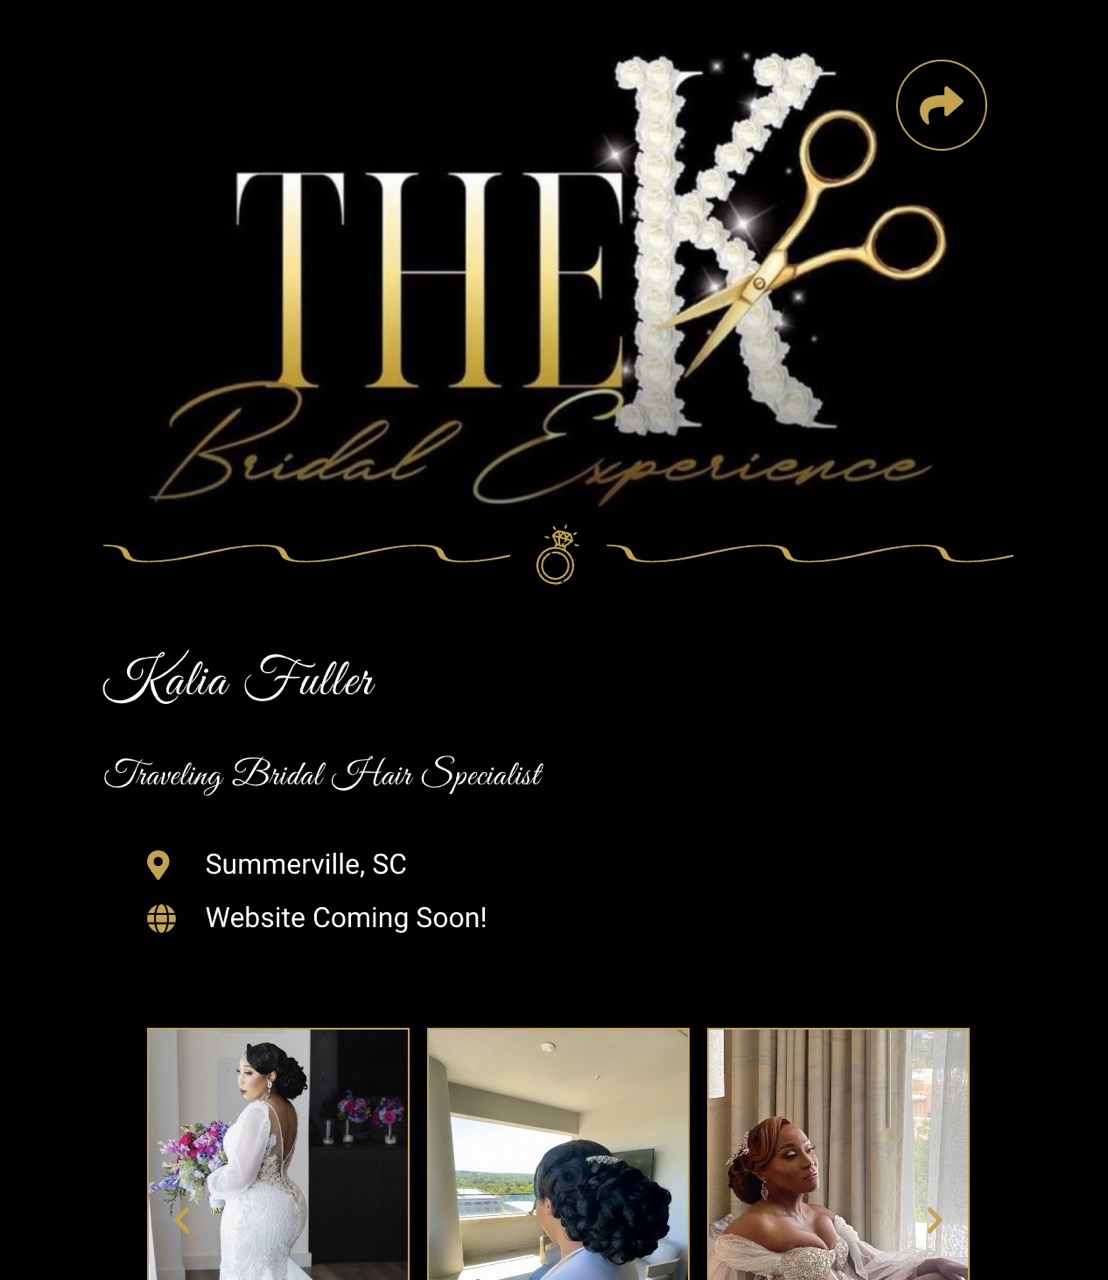 THE K
Bridal Experience
Kalia Fuller
Traveling Bridal Hair Specialist
Summerville, SC
Website Coming Soon!